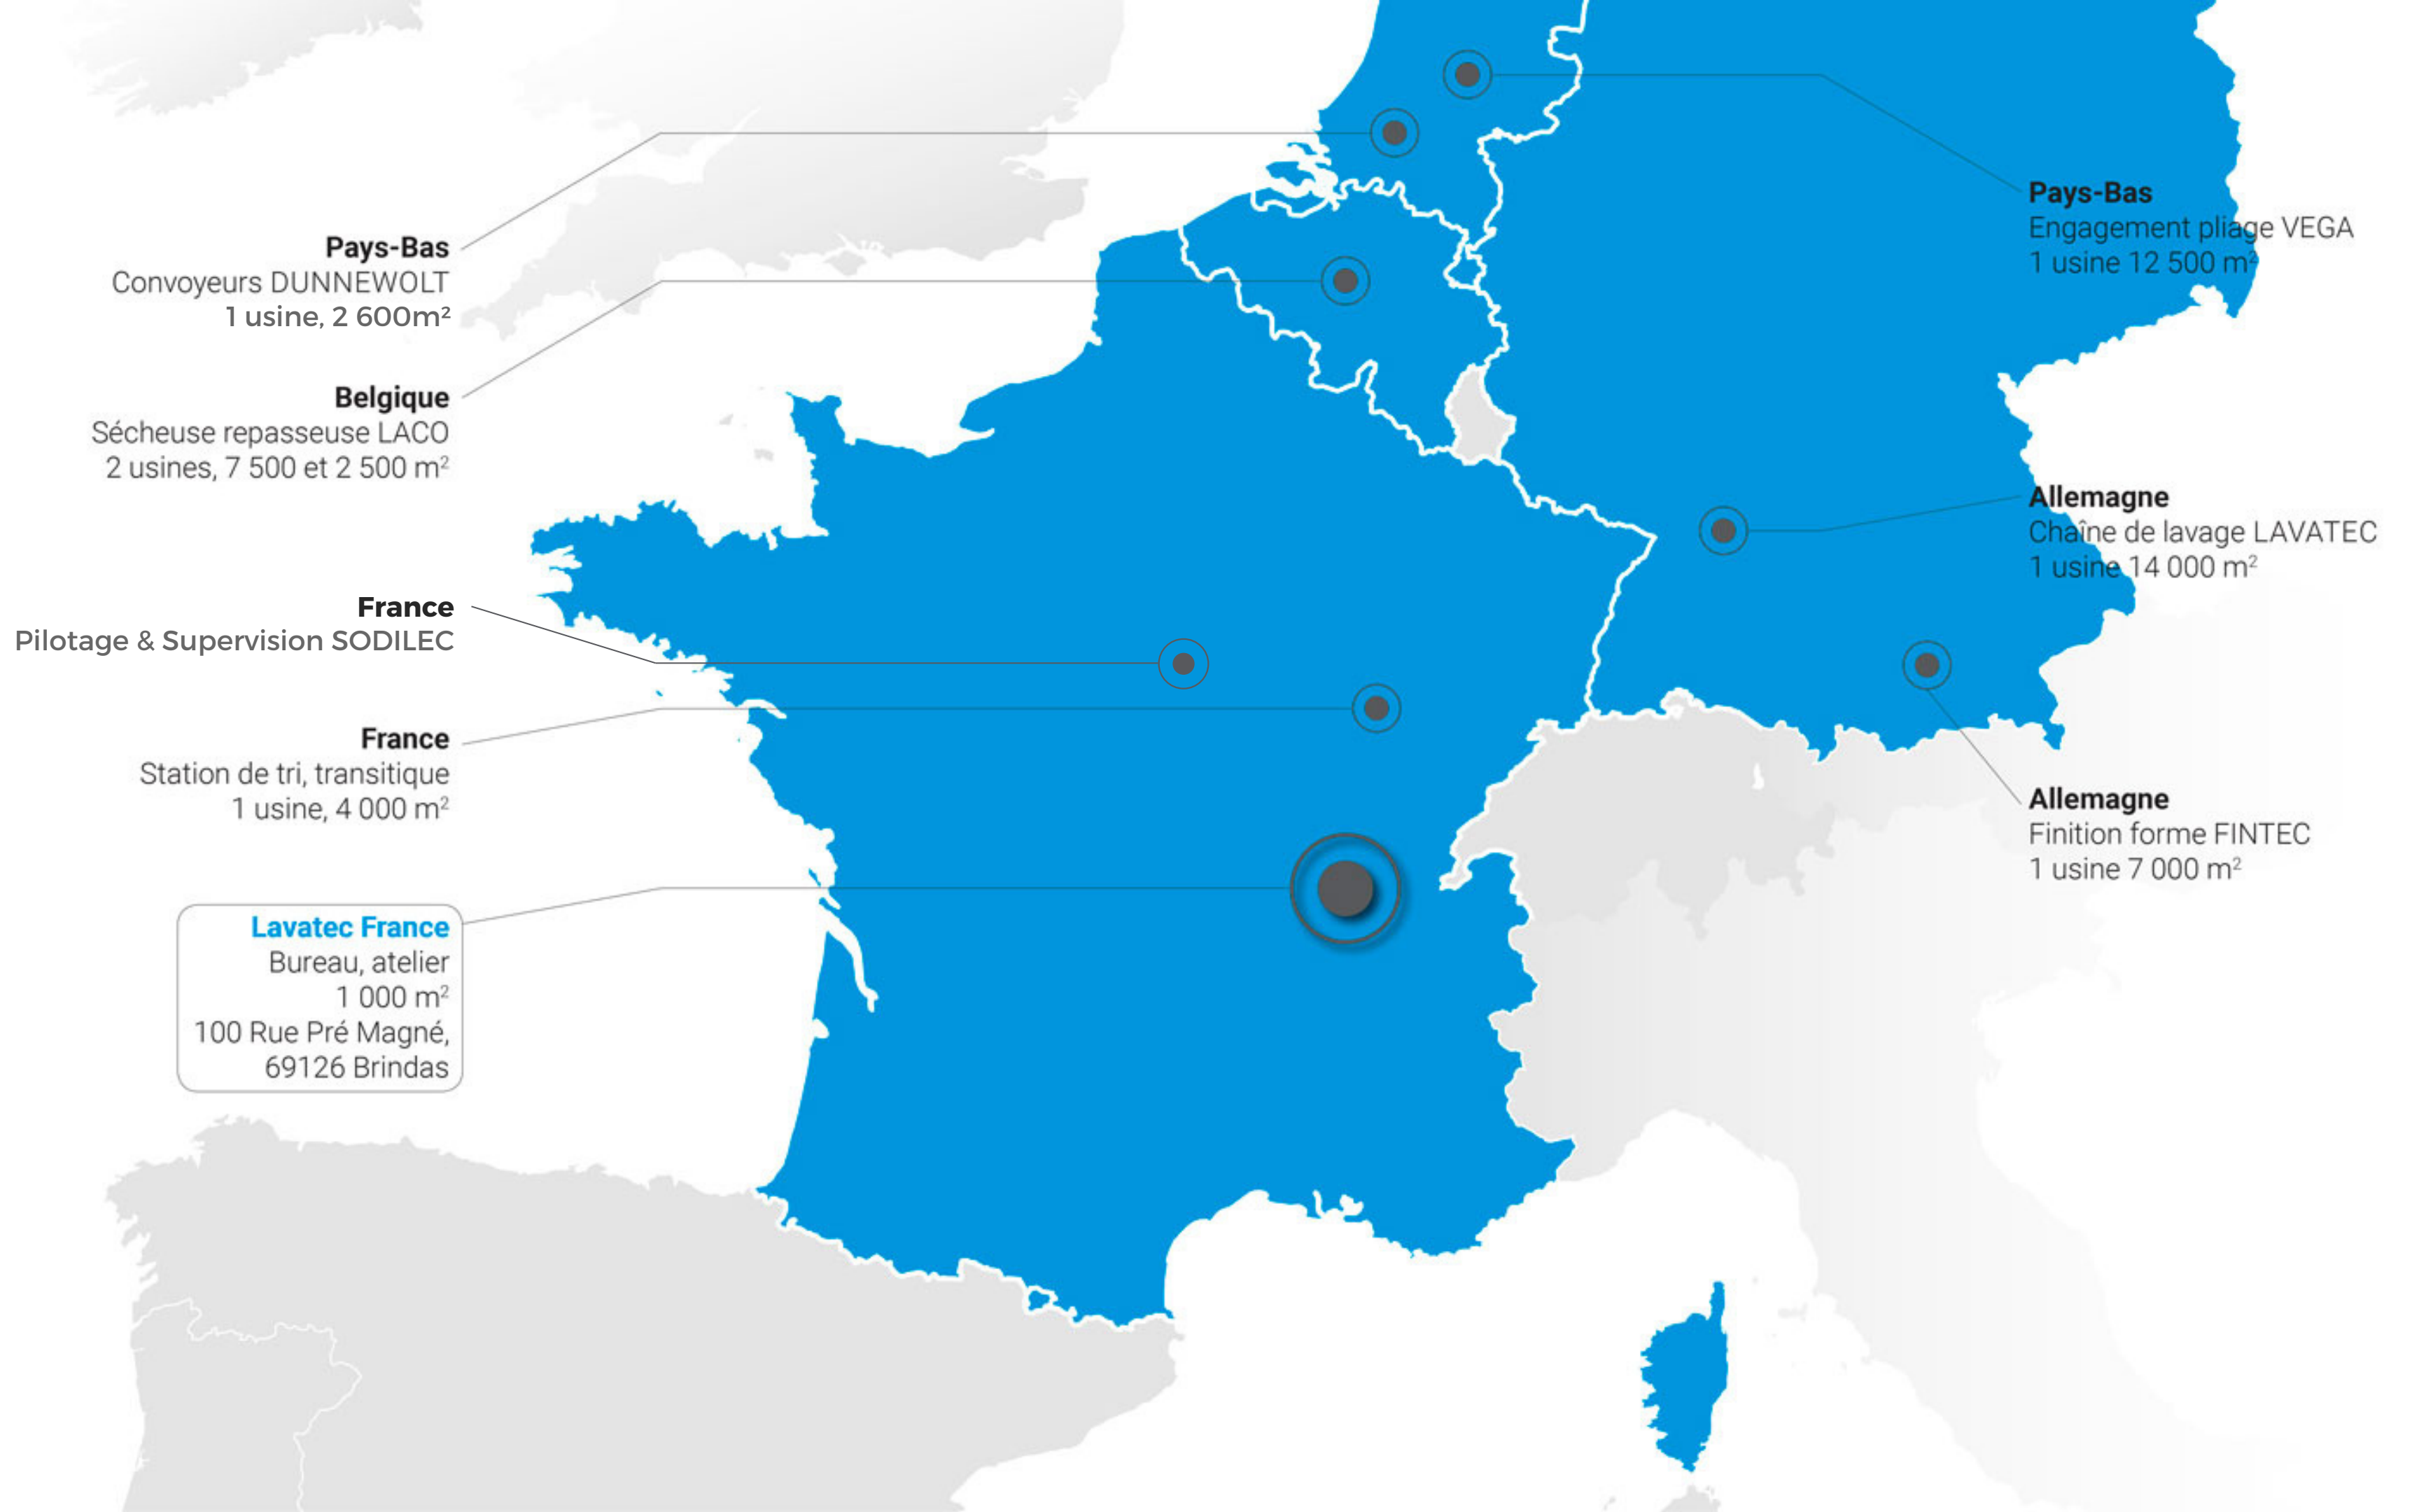 Pays-Bas
Convoyeurs DUNNEWOLT
1 usine, 2 600m²
Belgique
Sécheuse repasseuse LACO
2 usines, 7 500 et 2 500 m²
France
Pilotage & Supervision SODILEC
France
Station de tri, transitique
1 usine, 4 000 m²
Lavatec France
Bureau, atelier
1 000 m²
100 Rue Pré Magné,
69126 Brindas
Pays-Bas
Engagement pliage VEGA
1 usine 12 500 m²
Allemagne
Chaîne de lavage LAVATEC
1 usine 14 000 m²
Allemagne
Finition forme FINTEC
1 usine 7 000 m²